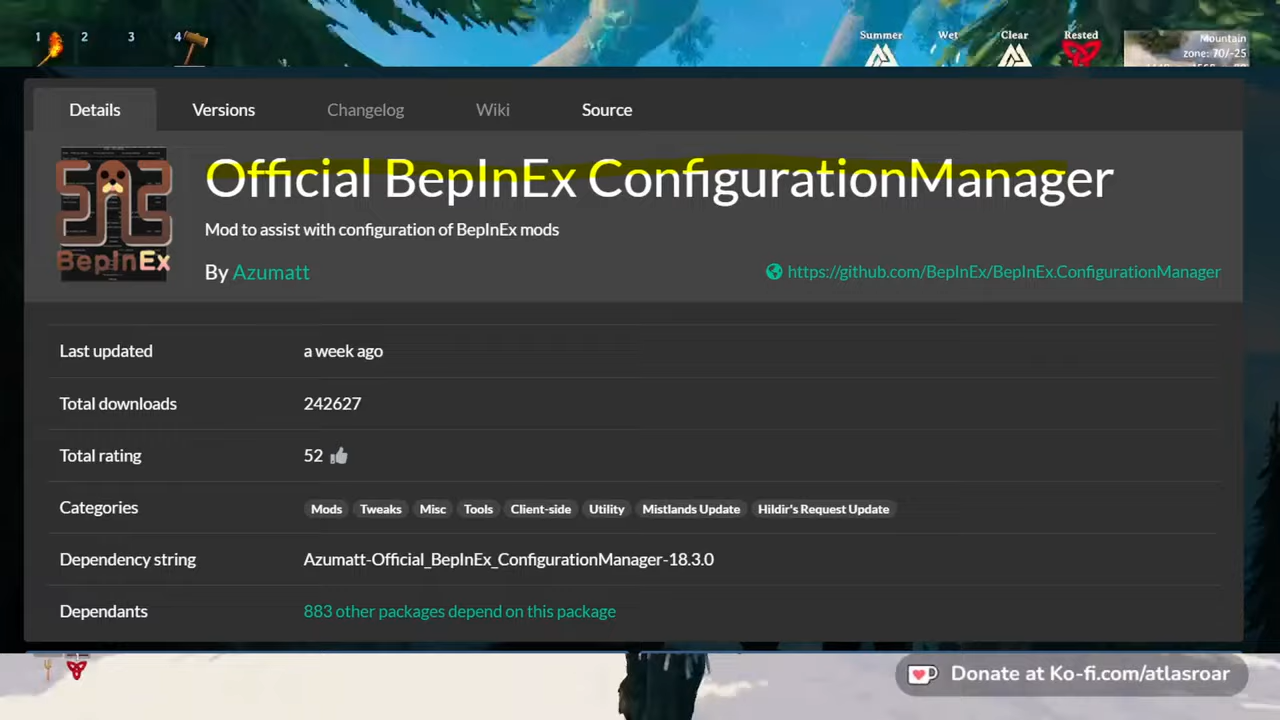 1 2 3 4
Summer Wet Clear Rested
Mountain
zone: 70/-25
Details Versions Changelog Wiki Source
Official BepInEx ConfigurationManager
Mod to assist with configuration of BepInEx mods
By Azumatt
https://github.com/BepInEx/BepInEx.ConfigurationManager
BepInEx
Last updated a week ago
Total downloads 242627
Total rating 52
Categories Mods Tweaks Misc Tools Client-side Utility Mistlands Update Hildir's Request Update
Dependency string Azumatt-Official_BepInEx_ConfigurationManager-18.3.0
Dependants 883 other packages depend on this package
Donate at Ko-fi.com/atlasroar